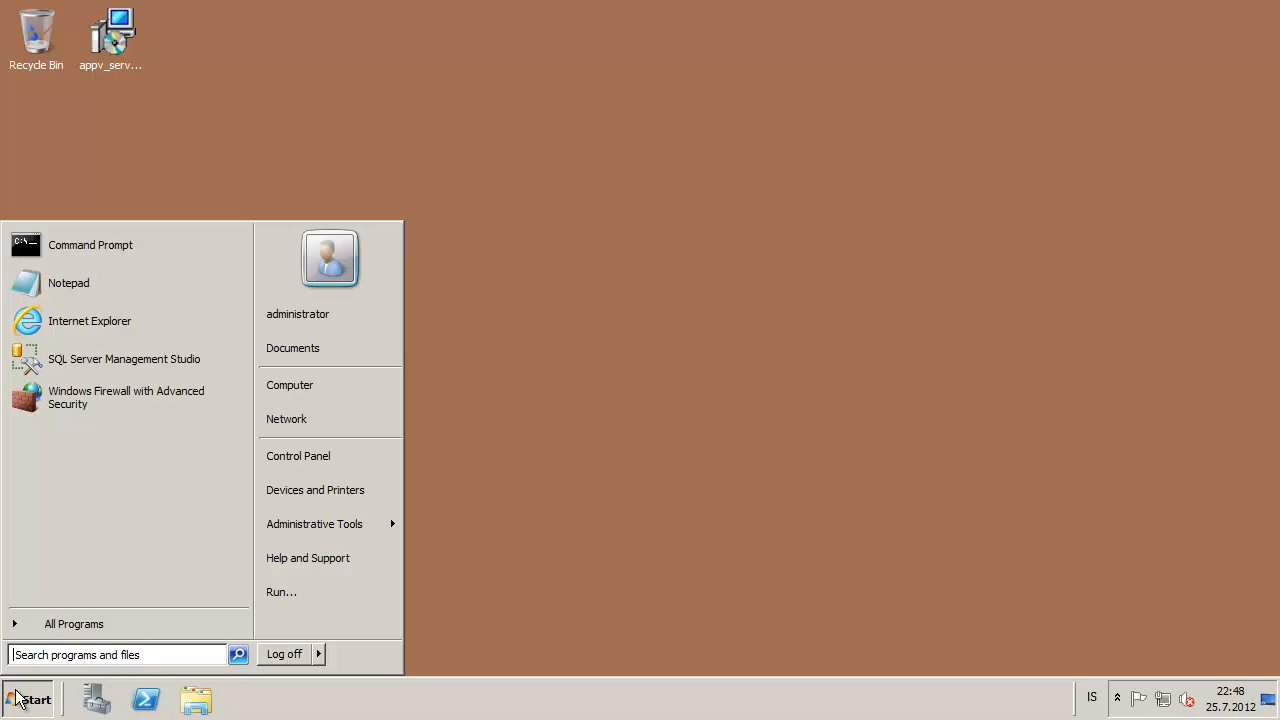 Recycle Bin
appv_serv...
Command Prompt
Notepad
Internet Explorer
SQL Server Management Studio
Windows Firewall with Advanced
Security
All Programs
Search programs and files
administrator
Documents
Computer
Network
Control Panel
Devices and Printers
Administrative Tools
Help and Support
Run...
Log off
Start
IS
22:48
25.7.2012